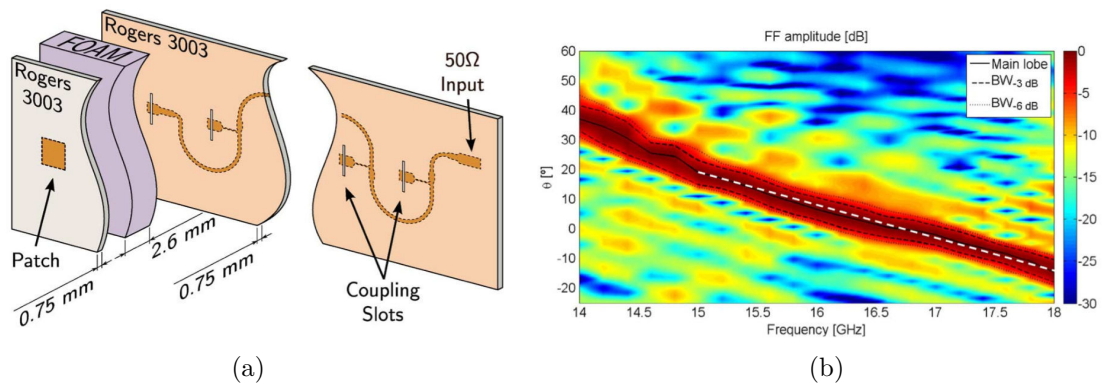 Rogers 3003
FOAM
Rogers
3003
50Ω
Input
Patch
Coupling
Slots
0.75 mm
2.6 mm
0.75 mm
(a)
FF amplitude [dB]
Main lobe
BW-3 dB
BW-6 dB
θ [º]
60
50
40
30
20
10
0
-10
-20
14 14.5 15 15.5 16 16.5 17 17.5 18
Frequency [GHz]
0
-5
-10
-15
-20
-25
-30
(b)